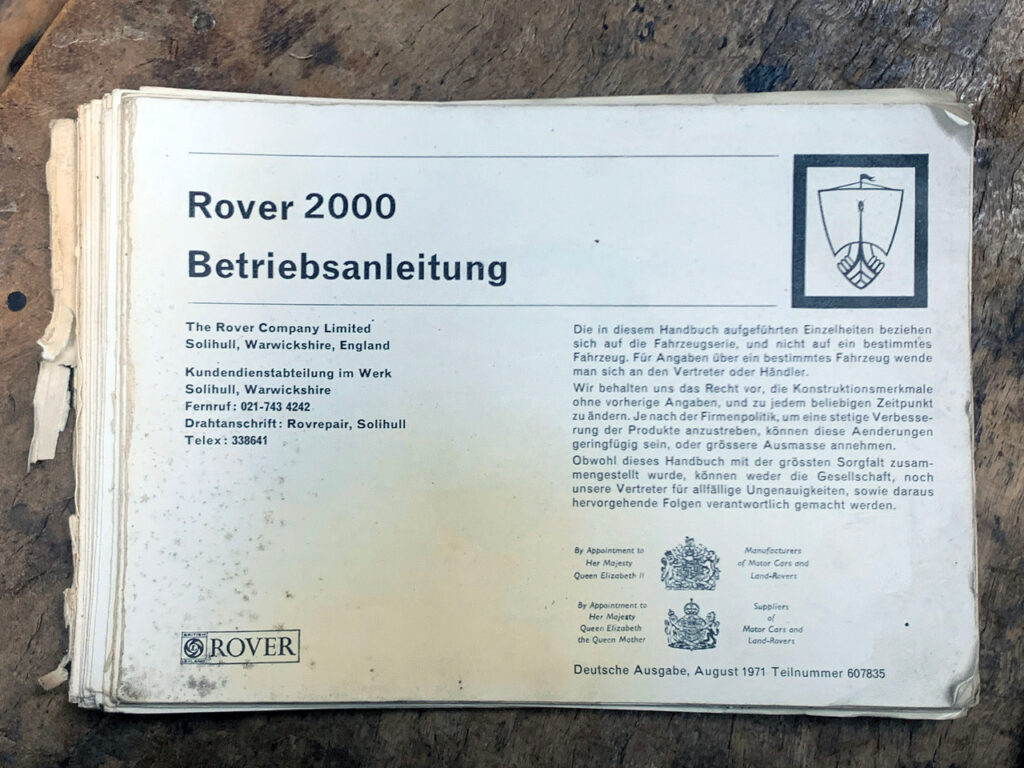 Rover 2000
Betriebsanleitung
The Rover Company Limited
Solihull, Warwickshire, England
Kundendienstabteilung im Werk
Solihull, Warwickshire
Fernruf: 021-743 4242
Drahtanschrift: Rovrepair, Solihull
Telex: 338641
Die in diesem Handbuch aufgeführten Einzelheiten beziehen
sich auf die Fahrzeugserie, und nicht auf ein bestimmtes
Fahrzeug. Für Angaben über ein bestimmtes Fahrzeug wende
man sich an den Vertreter oder Händler.
Wir behalten uns das Recht vor, die Konstruktionsmerkmale
ohne vorherige Angaben, und zu jedem beliebigen Zeitpunkt
zu ändern. Je nach der Firmenpolitik, um eine stetige Verbesse-
rung der Produkte anzustreben, können diese Aenderungen
geringfügig sein, oder grössere Ausmasse annehmen.
Obwohl dieses Handbuch mit der grössten Sorgfalt zusam-
mengestellt wurde, können weder die Gesellschaft, noch
unsere Vertreter für allfällige Ungenauigkeiten, sowie daraus
hervorgehende Folgen verantwortlich gemacht werden.
By Appointment to
Her Majesty
Queen Elizabeth II
Manufacturers
of Motor Cars and
Land-Rovers
By Appointment to
Her Majesty
Queen Elizabeth
the Queen Mother
Suppliers
of
Motor Cars and
Land-Rovers
BRITISH
LEYLAND
ROVER
Deutsche Ausgabe, August 1971 Teilnummer 607835